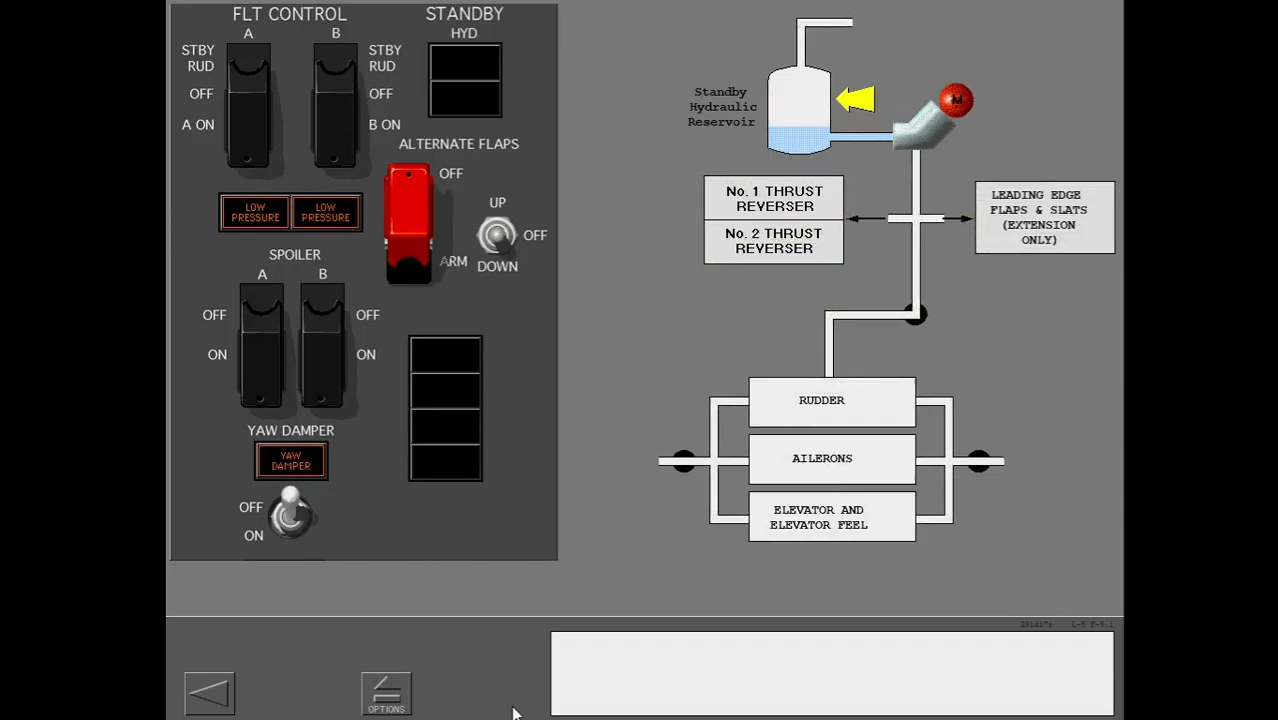 FLT CONTROL
A
B
STBY
RUD
STBY
RUD
OFF
OFF
A ON
B ON
LOW
PRESSURE
LOW
PRESSURE
STANDBY
HYD
ALTERNATE FLAPS
OFF
ARM
UP
OFF
DOWN
SPOILER
A
B
OFF
OFF
ON
ON
YAW DAMPER
YAW
DAMPER
OFF
ON
Standby
Hydraulic
Reservoir
M
No. 1 THRUST
REVERSER
No. 2 THRUST
REVERSER
LEADING EDGE
FLAPS & SLATS
(EXTENSION
ONLY)
RUDDER
AILERONS
ELEVATOR AND
ELEVATOR FEEL
OPTIONS